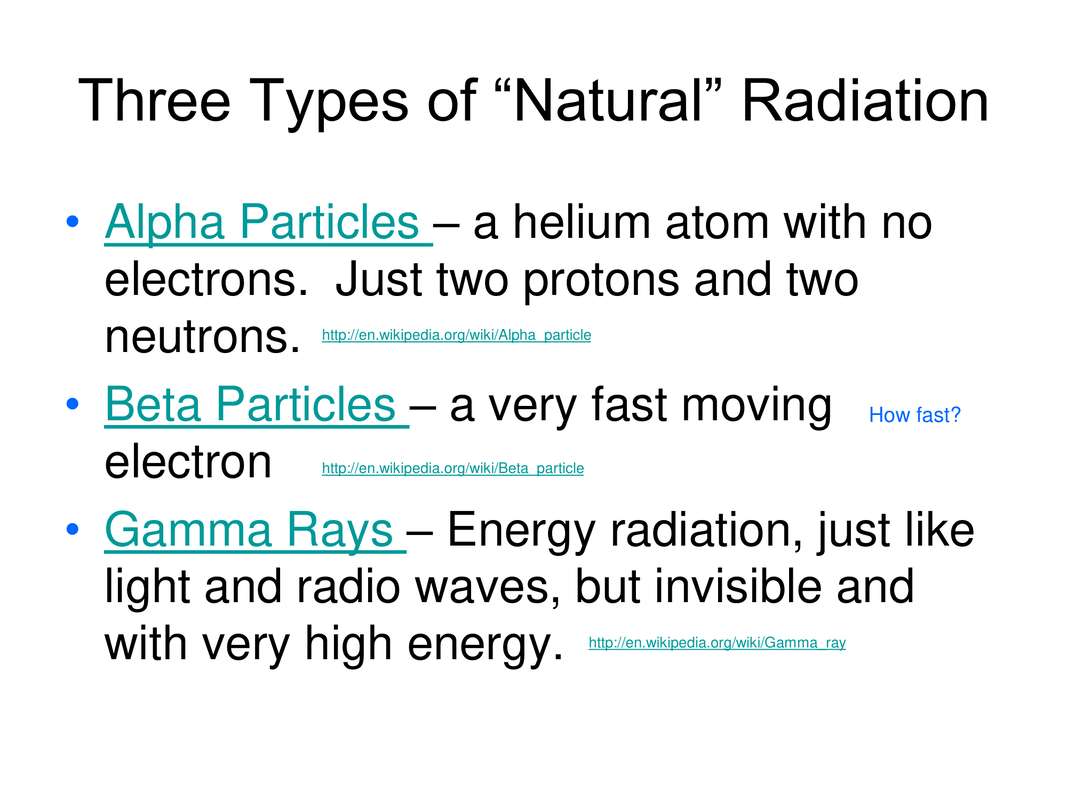 Three Types of “Natural” Radiation
• Alpha Particles – a helium atom with no
electrons.  Just two protons and two
neutrons. http://en.wikipedia.org/wiki/Alpha_particle
• Beta Particles – a very fast moving How fast?
electron http://en.wikipedia.org/wiki/Beta_particle
• Gamma Rays – Energy radiation, just like
light and radio waves, but invisible and
with very high energy. http://en.wikipedia.org/wiki/Gamma_ray